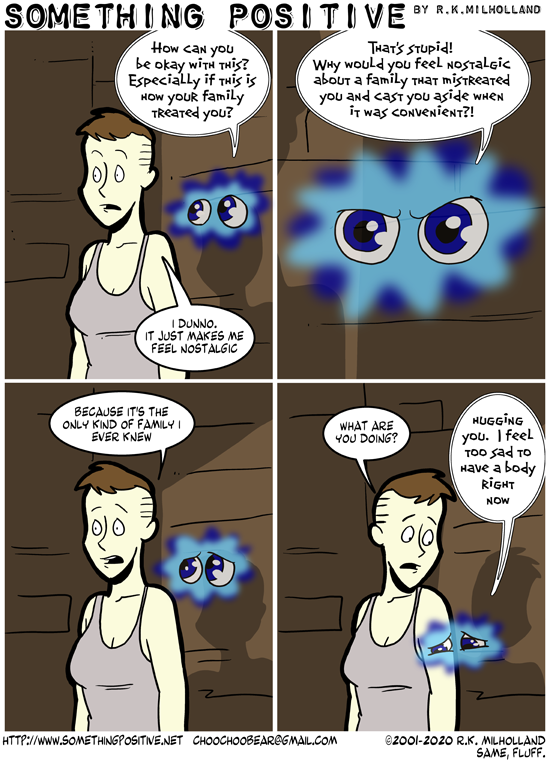 SOMETHING POSITIVE BY R.K.MILHOLLAND
How can you
be okay with this?
Especially if this is
how your family
treated you?
I DUNNO.
IT JUST MAKES ME
FEEL NOSTALGIC
That's stupid!
Why would you feel nostalgic
about a family that mistreated
you and cast you aside when
it was convenient?!
BECAUSE IT'S THE
ONLY KIND OF FAMILY I
EVER KNEW
WHAT ARE
YOU DOING?
Hugging
you. I feel
too sad to
have a body
right
now
HTTP://WWW.SOMETHINGPOSITIVE.NET CHOOCHOOBEAR@GMAIL.COM ©2001-2020 R.K. MILHOLLAND
SAME, FLUFF.